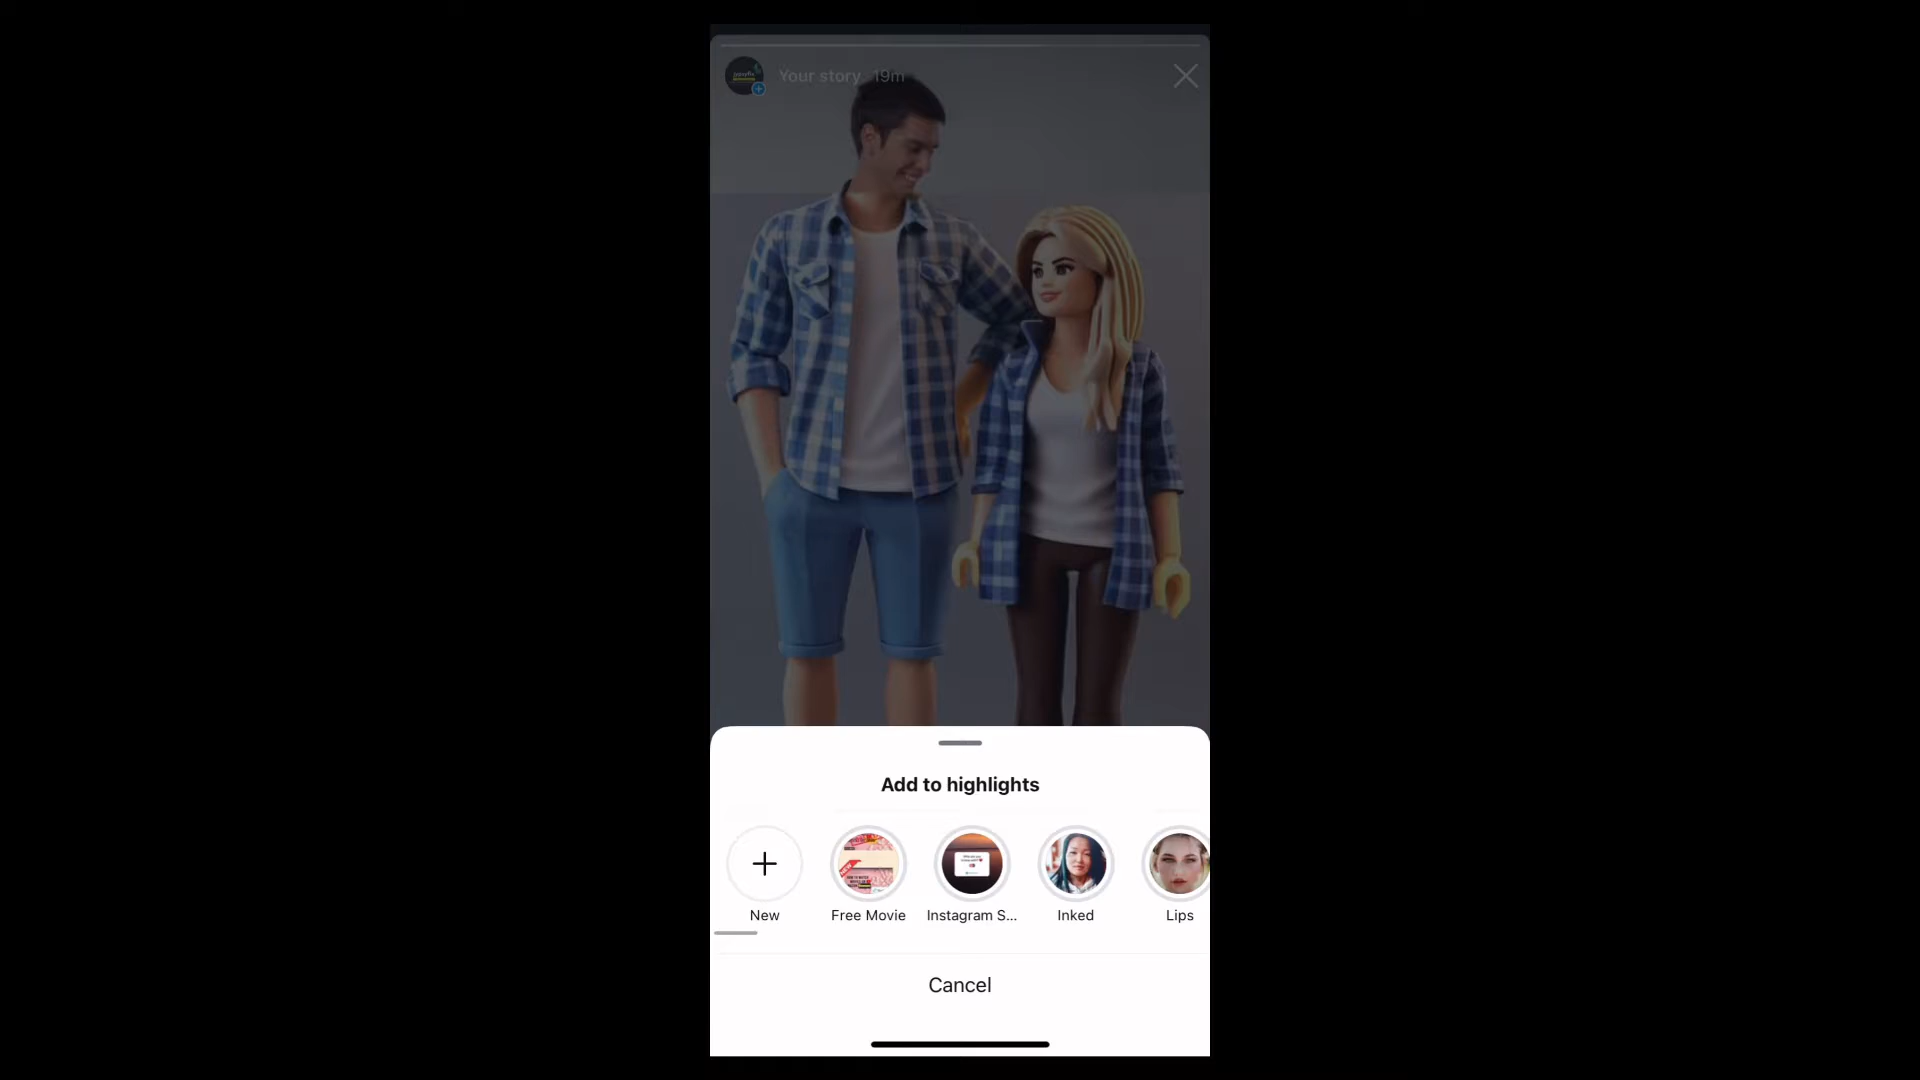 Your story 19m
Add to highlights
New
Free Movie
Instagram S...
Inked
Lips
Cancel